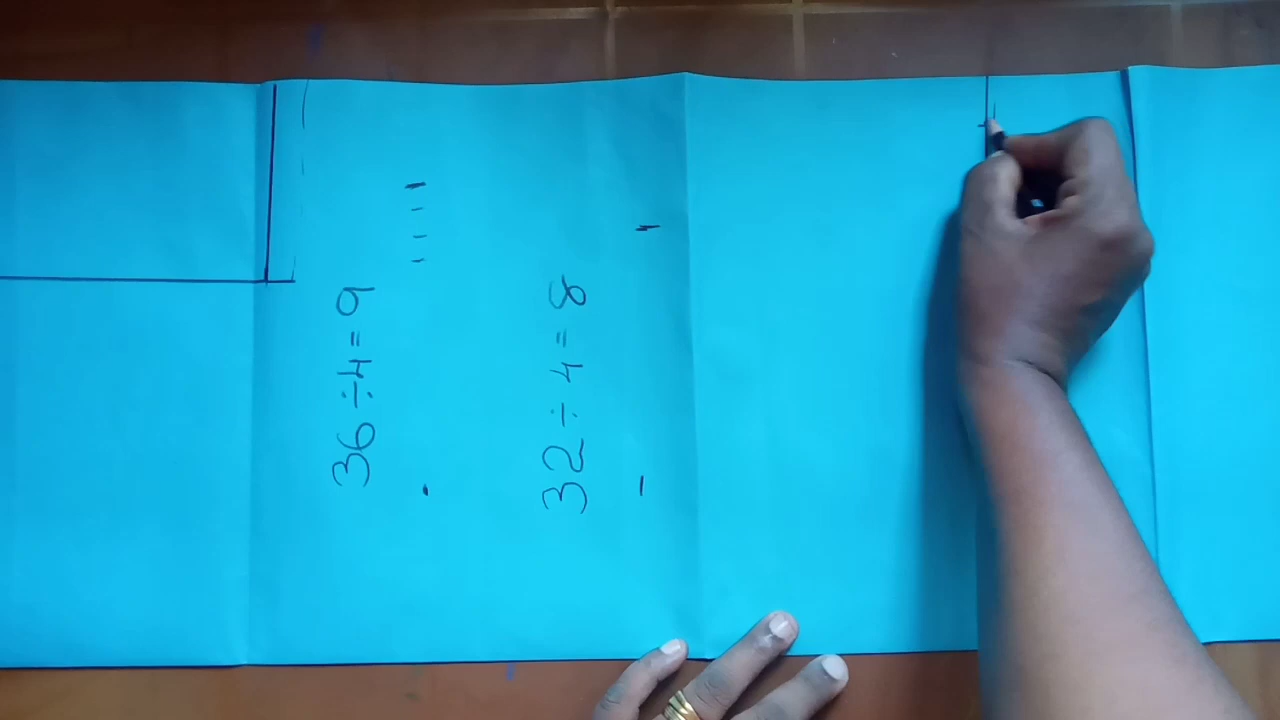 36 ÷ 4 = 9
32 ÷ 4 = 8